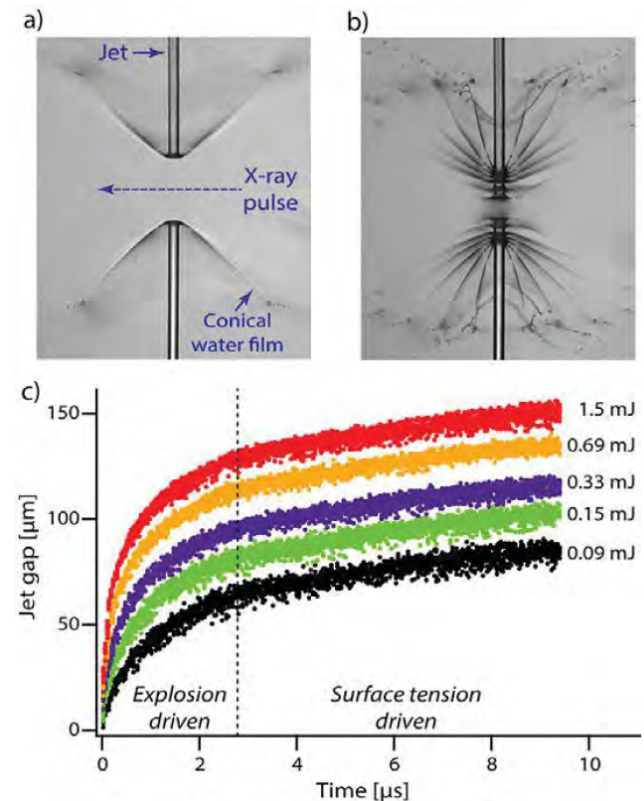 a)
Jet
X-ray
pulse
Conical
water film
b)
c)
Jet gap [µm]
150
100
50
0
1.5 mJ
0.69 mJ
0.33 mJ
0.15 mJ
0.09 mJ
Explosion
driven
Surface tension
driven
0 2 4 6 8 10
Time [µs]